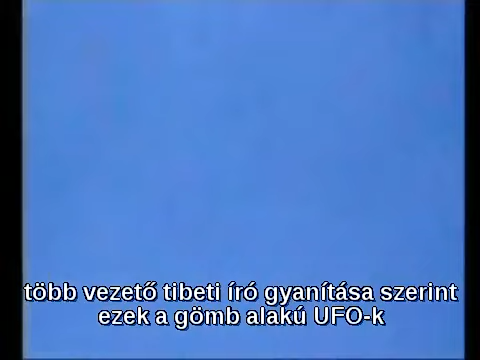 több vezető tibeti író gyanítása szerint
ezek a gömb alakú UFO-k